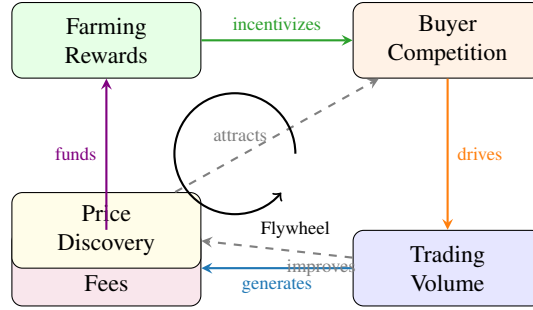 Farming
Rewards
incentivizes
Buyer
Competition
attracts
funds
drives
Price
Discovery
Flywheel
improves
Fees
generates
Trading
Volume